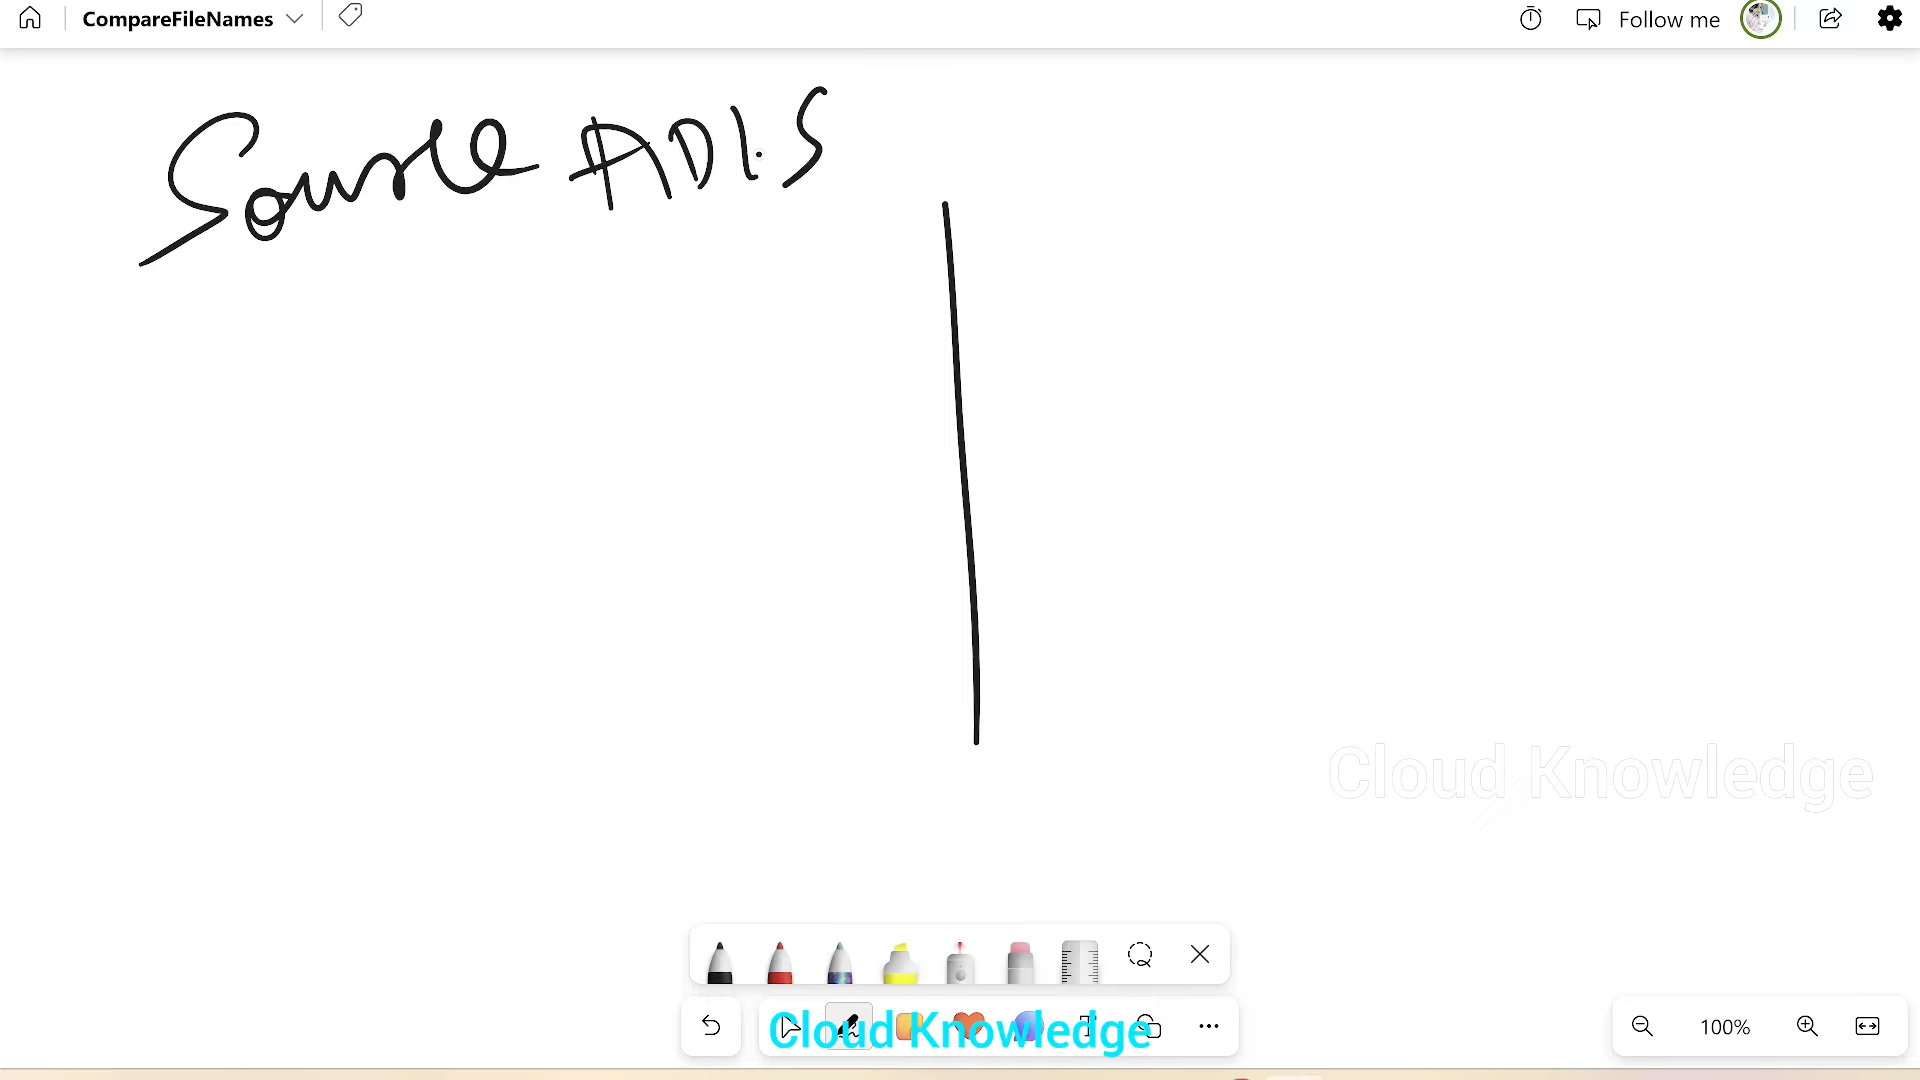 CompareFileNames
Follow me
Source ADLS
Cloud Knowledge
Cloud Knowledge
100%